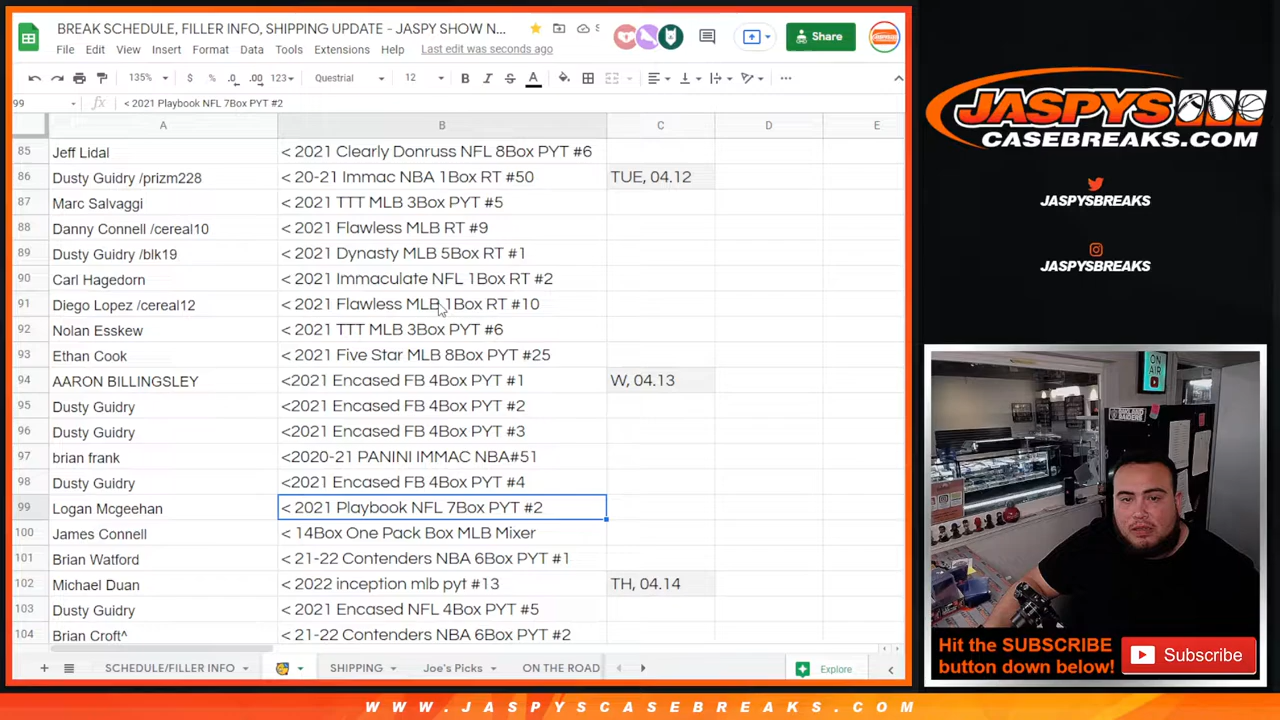 BREAK SCHEDULE, FILLER INFO, SHIPPING UPDATE - JASPY SHOW N...
File Edit View Insert Format Data Tools Extensions Help Last edit was seconds ago
Share
135% $ % .0 .00 123 Questrial 12 B I S A
99 fx < 2021 Playbook NFL 7Box PYT #2
A B C D E
85 Jeff Lidal < 2021 Clearly Donruss NFL 8Box PYT #6
86 Dusty Guidry /prizm228 < 20-21 Immac NBA 1Box RT #50 TUE, 04.12
87 Marc Salvaggi < 2021 TTT MLB 3Box PYT #5
88 Danny Connell /cereal10 < 2021 Flawless MLB RT #9
89 Dusty Guidry /blk19 < 2021 Dynasty MLB 5Box RT #1
90 Carl Hagedorn < 2021 Immaculate NFL 1Box RT #2
91 Diego Lopez /cereal12 < 2021 Flawless MLB 1Box RT #10
92 Nolan Esskew < 2021 TTT MLB 3Box PYT #6
93 Ethan Cook < 2021 Five Star MLB 8Box PYT #25
94 AARON BILLINGSLEY <2021 Encased FB 4Box PYT #1 W, 04.13
95 Dusty Guidry <2021 Encased FB 4Box PYT #2
96 Dusty Guidry <2021 Encased FB 4Box PYT #3
97 brian frank <2020-21 PANINI IMMAC NBA#51
98 Dusty Guidry <2021 Encased FB 4Box PYT #4
99 Logan Mcgeehan < 2021 Playbook NFL 7Box PYT #2
100 James Connell < 14Box One Pack Box MLB Mixer
101 Brian Watford < 21-22 Contenders NBA 6Box PYT #1
102 Michael Duan < 2022 inception mlb pyt #13 TH, 04.14
103 Dusty Guidry < 2021 Encased NFL 4Box PYT #5
104 Brian Croft^ < 21-22 Contenders NBA 6Box PYT #2
SCHEDULE/FILLER INFO SHIPPING Joe's Picks ON THE ROAD Explore
JASPYS
CASEBREAKS.COM
JASPYSBREAKS
JASPYSBREAKS
ON AIR
Hit the SUBSCRIBE
button down below!
Subscribe
WWW.JASPYSCASEBREAKS.COM